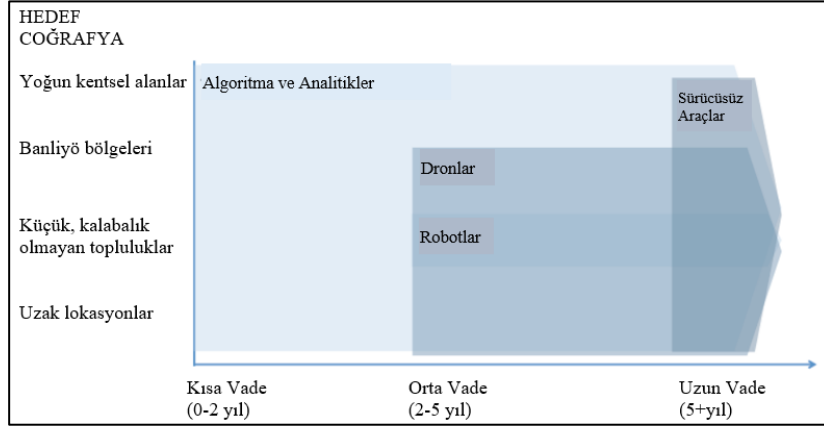 HEDEF
COĞRAFYA
Yoğun kentsel alanlar
Algoritma ve Analitikler
Sürücüsüz
Araçlar
Banliyö bölgeleri
Dronlar
Küçük, kalabalık
olmayan topluluklar
Robotlar
Uzak lokasyonlar
Kısa Vade
(0-2 yıl)
Orta Vade
(2-5 yıl)
Uzun Vade
(5+yıl)